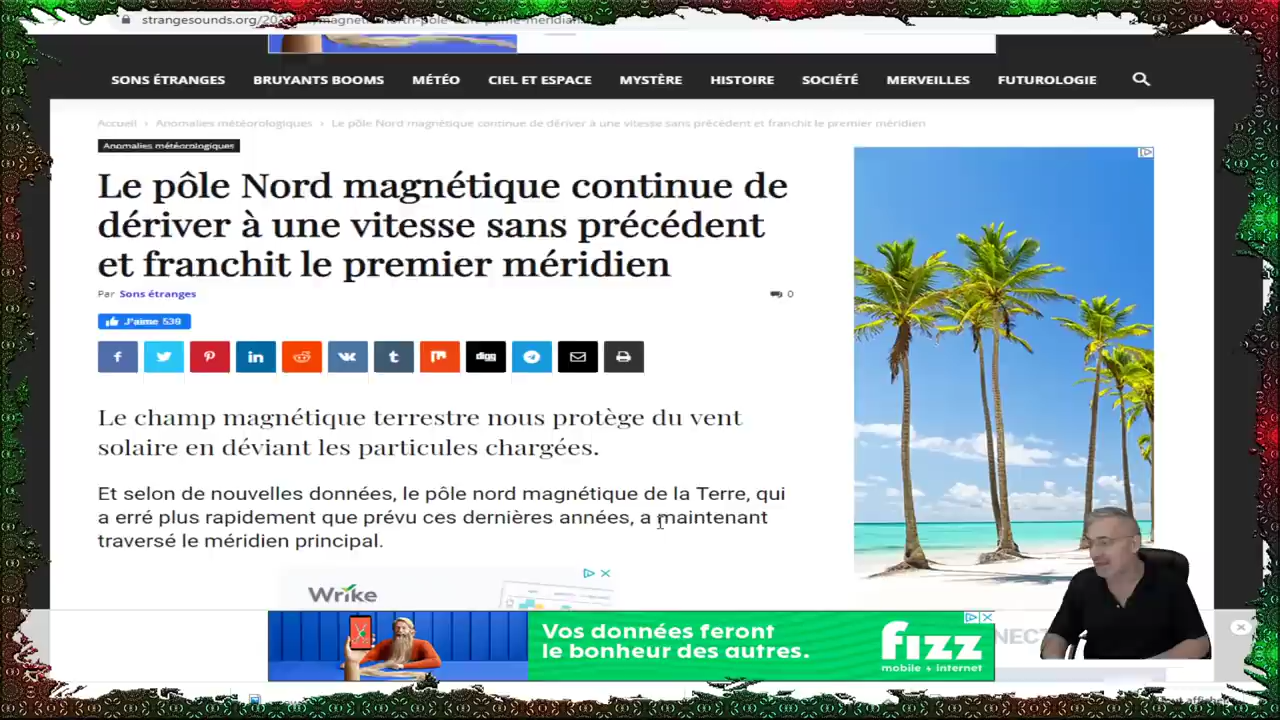 strangesounds.org/20
SONS ÉTRANGES BRUYANTS BOOMS MÉTÉO CIEL ET ESPACE MYSTÈRE HISTOIRE SOCIÉTÉ MERVEILLES FUTUROLOGIE
Accueil › Anomalies météorologiques › Le pôle Nord magnétique continue de dériver à une vitesse sans précédent et franchit le premier méridien
Anomalies météorologiques
Le pôle Nord magnétique continue de
dériver à une vitesse sans précédent
et franchit le premier méridien
Par Sons étranges
0
J'aime 539
digg
Le champ magnétique terrestre nous protège du vent
solaire en déviant les particules chargées.
Et selon de nouvelles données, le pôle nord magnétique de la Terre, qui
a erré plus rapidement que prévu ces dernières années, a maintenant
traversé le méridien principal.
Wrike
Vos données feront
le bonheur des autres.
fizz
mobile + internet